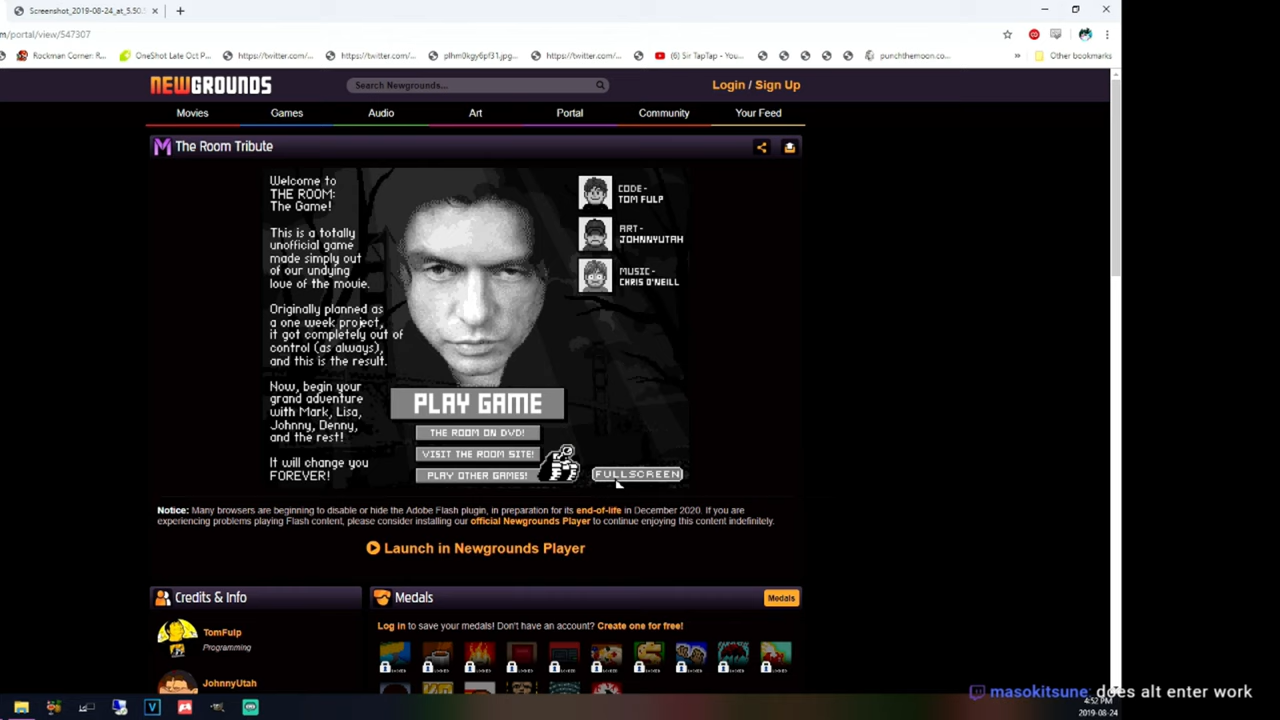 Screenshot_2019-08-24_at_5.50.
m/portal/view/547307
Rockman Corner: R...
OneShot Late Oct P...
https://twitter.com/...
https://twitter.com/...
plhm0kgy6pf31.jpg...
https://twitter.com/...
(6) Sir TapTap - You...
punchthemoon.co...
Other bookmarks
NEWGROUNDS
Search Newgrounds...
Login / Sign Up
Movies
Games
Audio
Art
Portal
Community
Your Feed
The Room Tribute
Welcome to
THE ROOM:
The Game!
This is a totally
unofficial game
made simply out
of our undying
love of the movie.
Originally planned as
a one week project,
it got completely out of
control (as always),
and this is the result.
Now, begin your
grand adventure
with Mark, Lisa,
Johnny, Denny,
and the rest!
It will change you
FOREVER!
CODE-
TOM FULP
ART-
JOHNNYUTAH
MUSIC-
CHRIS O'NEILL
PLAY GAME
THE ROOM ON DVD!
VISIT THE ROOM SITE!
PLAY OTHER GAMES!
FULLSCREEN
Notice: Many browsers are beginning to disable or hide the Adobe Flash plugin, in preparation for its end-of-life in December 2020. If you are
experiencing problems playing Flash content, please consider installing our official Newgrounds Player to continue enjoying this content indefinitely.
Launch in Newgrounds Player
Credits & Info
Medals
Medals
Log in to save your medals! Don't have an account? Create one for free!
TomFulp
Programming
JohnnyUtah
masokitsune: does alt enter work
4:52 PM
2019-08-24